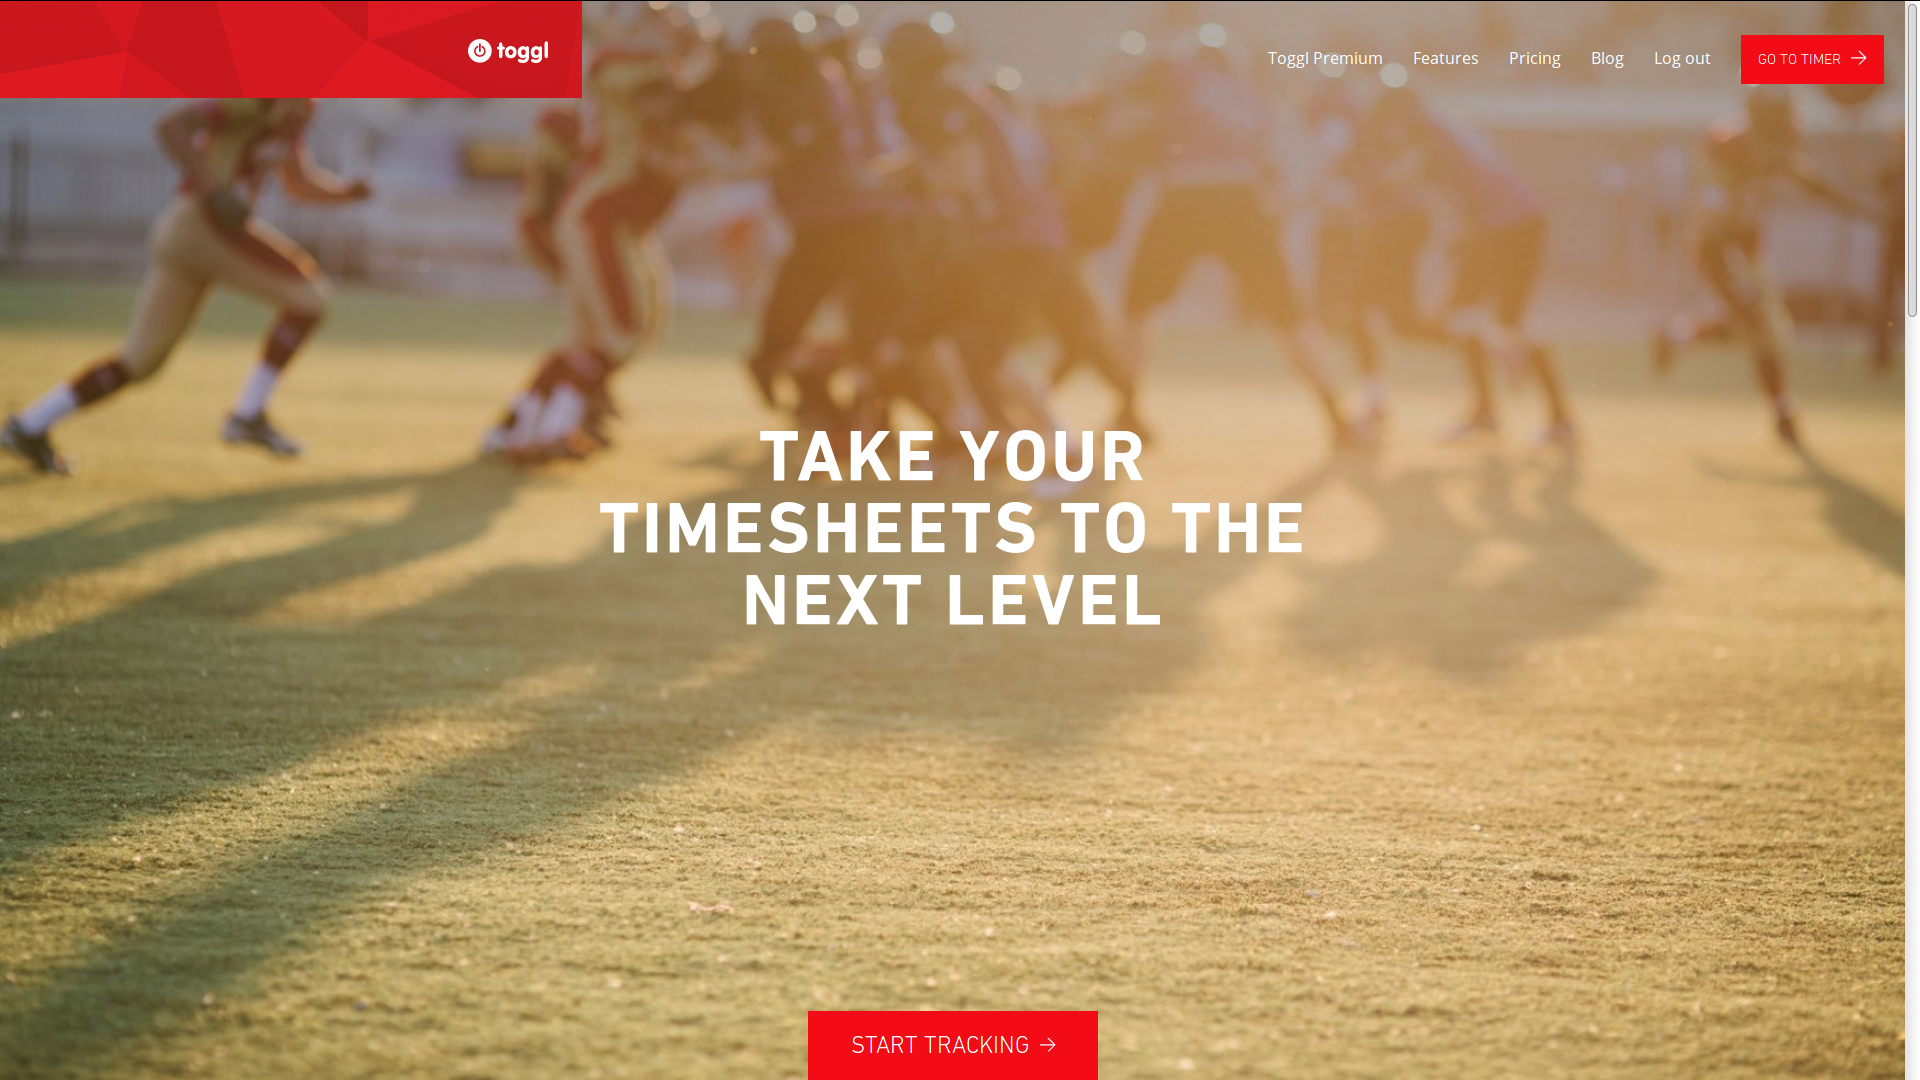 toggl
Toggl Premium Features Pricing Blog Log out GO TO TIMER →
TAKE YOUR
TIMESHEETS TO THE
NEXT LEVEL
START TRACKING →